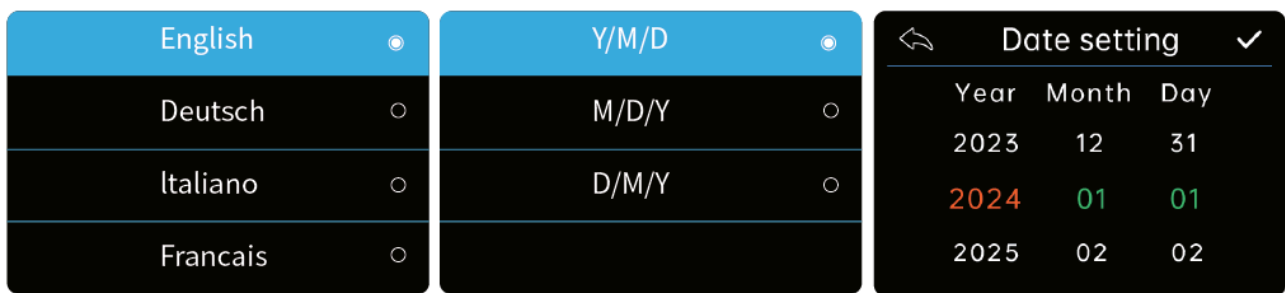 English
Deutsch
Italiano
Francais
Y/M/D
M/D/Y
D/M/Y
Date setting
Year Month Day
2023 12 31
2024 01 01
2025 02 02